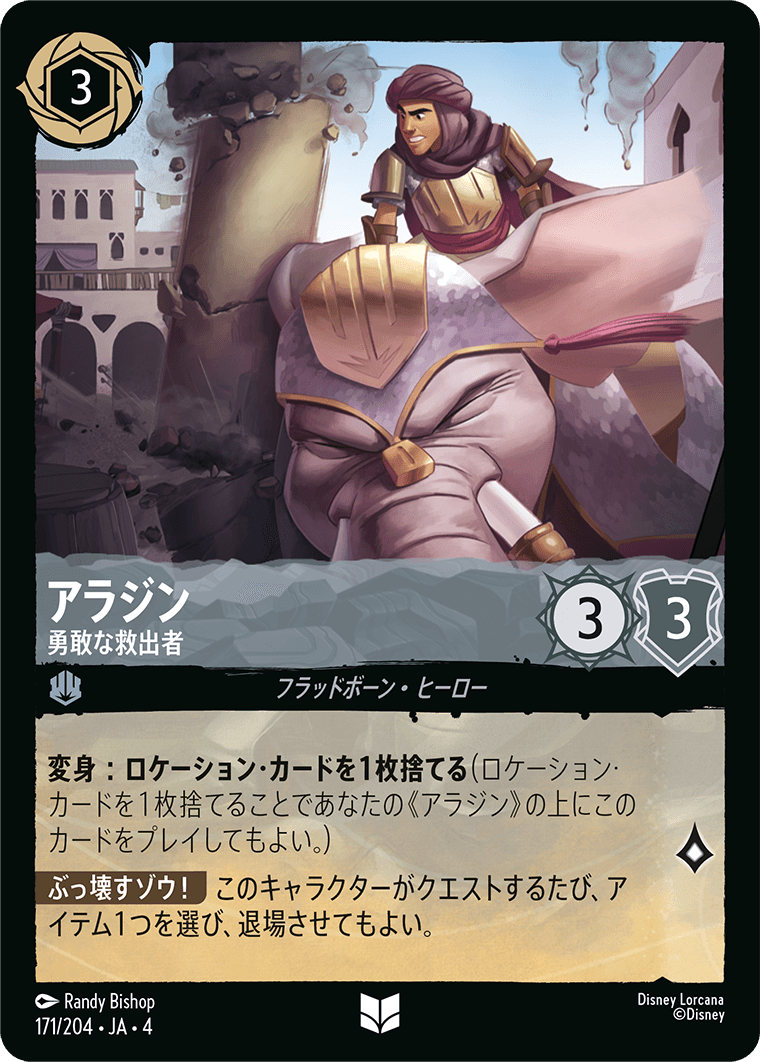 3
アラジン
勇敢な救出者
3
3
フラッドボーン・ヒーロー
変身：ロケーション・カードを1枚捨てる(ロケーション・
カードを1枚捨てることであなたの《アラジン》の上にこの
カードをプレイしてもよい。)
ぶっ壊すゾウ！ このキャラクターがクエストするたび、ア
イテム1つを選び、退場させてもよい。
Randy Bishop
171/204・JA・4
Disney Lorcana
©Disney